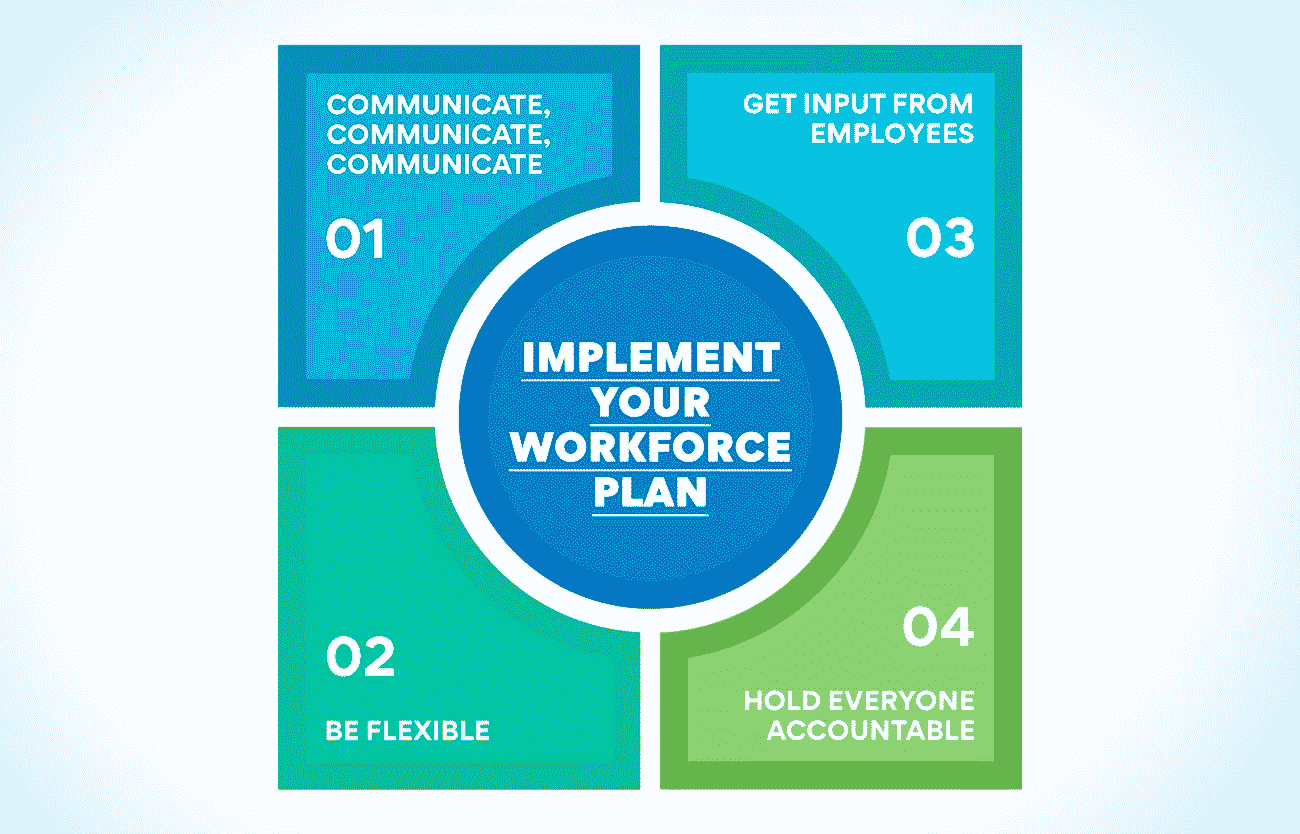 COMMUNICATE,
COMMUNICATE,
COMMUNICATE
01
GET INPUT FROM
EMPLOYEES
03
IMPLEMENT
YOUR
WORKFORCE
PLAN
02
BE FLEXIBLE
04
HOLD EVERYONE
ACCOUNTABLE